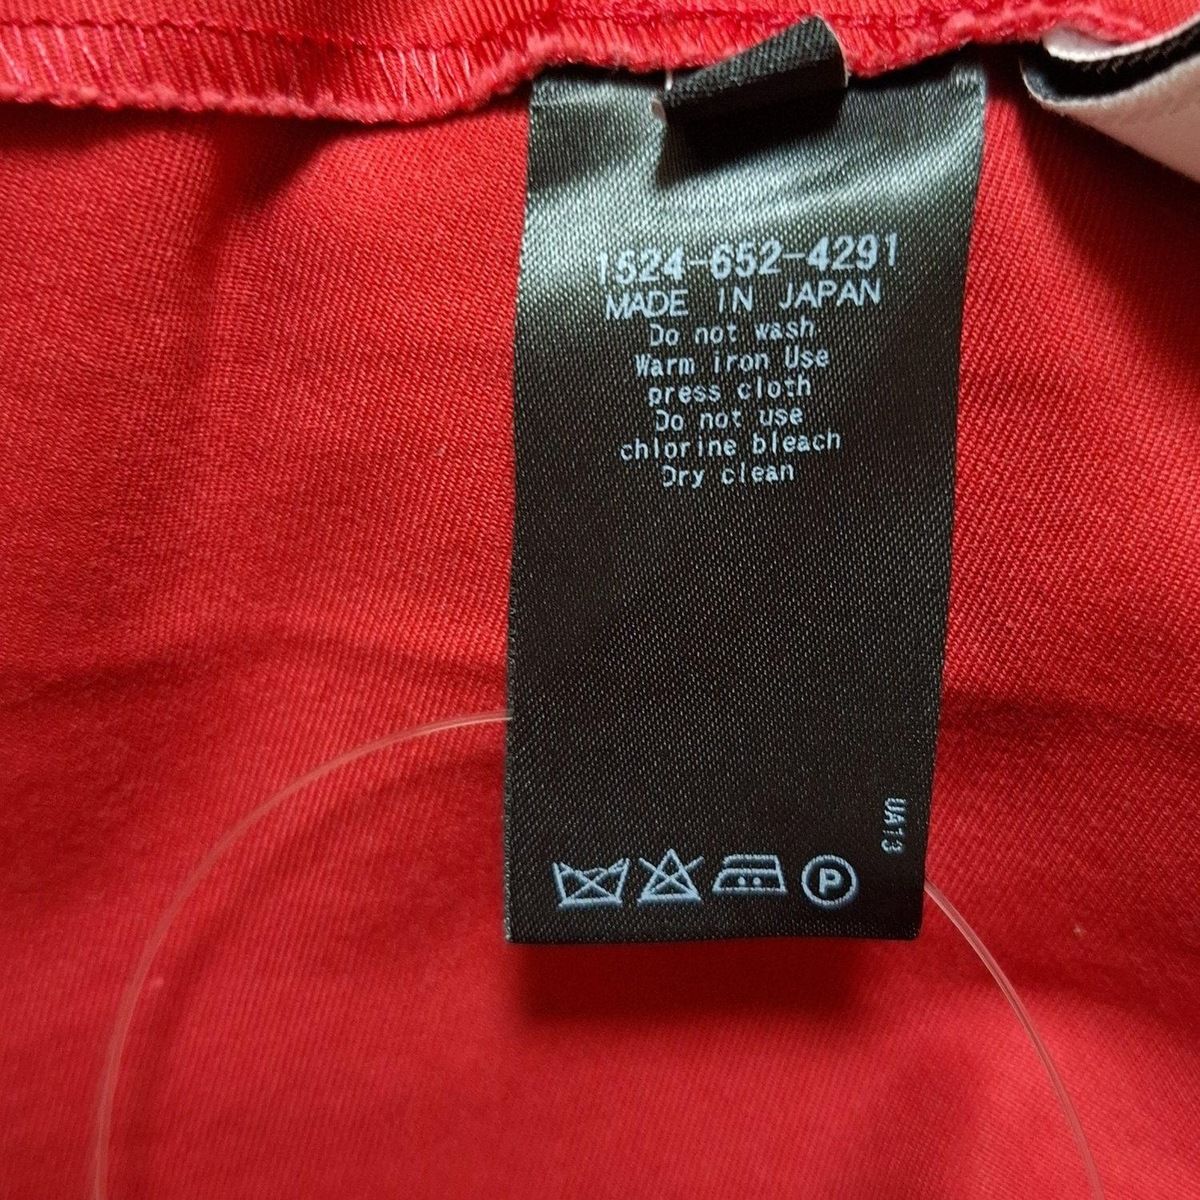 1524-652-4291
MADE IN JAPAN
Do not wash
Warm iron Use
press cloth
Do not use
chlorine bleach
Dry clean
UA13
P